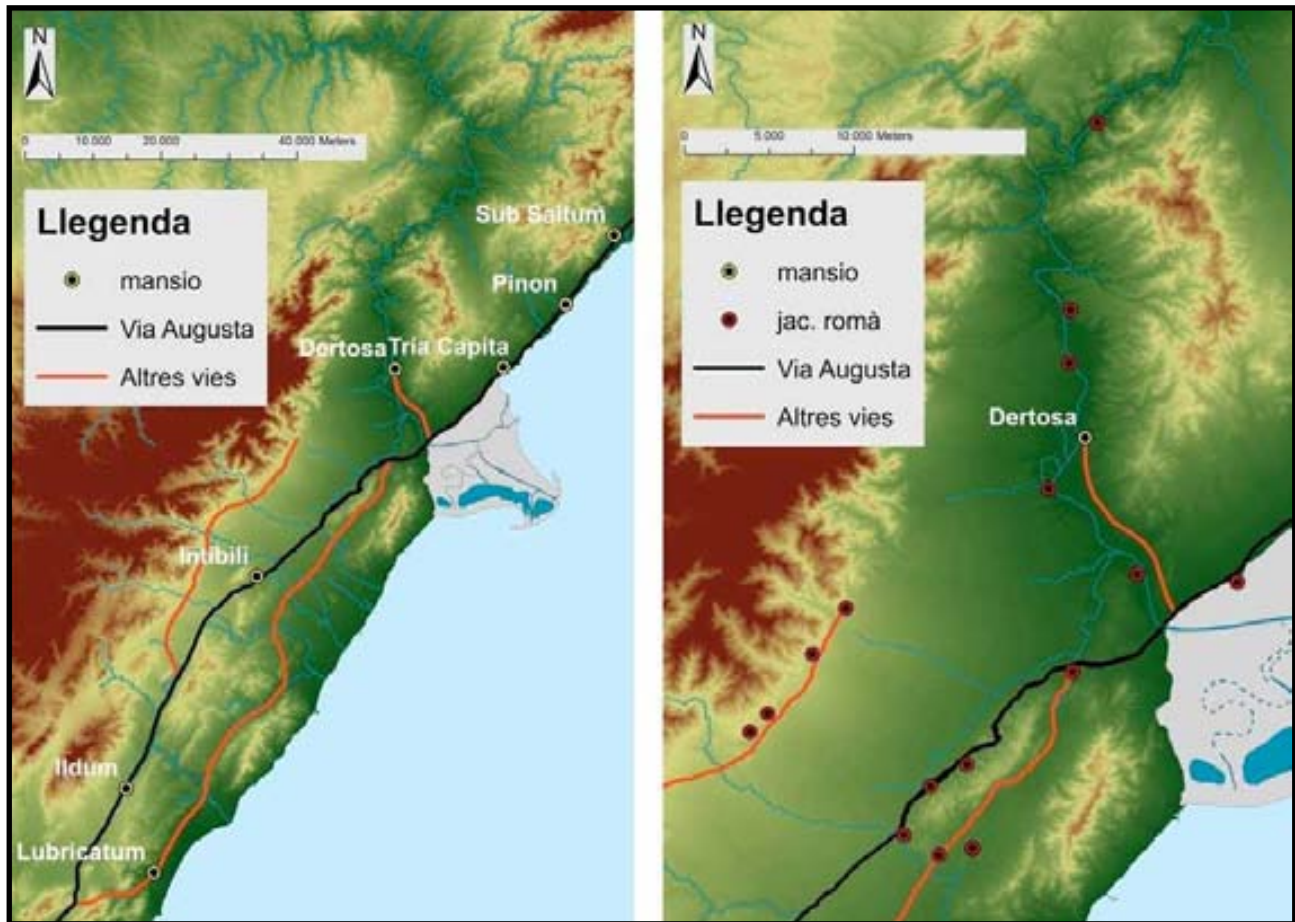 N
0 10.000 20.000 40.000 Meters
Llegenda
mansio
Via Augusta
Altres vies
Sub Saltum
Pinon
Dertosa Tria Capita
Intibili
Ildum
Lubricatum
N
0 5.000 10.000 Meters
Llegenda
mansio
jac. romà
Via Augusta
Altres vies
Dertosa